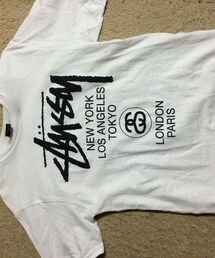 Stüssy
NEW YORK
LOS ANGELES
TOKYO
LONDON
PARIS